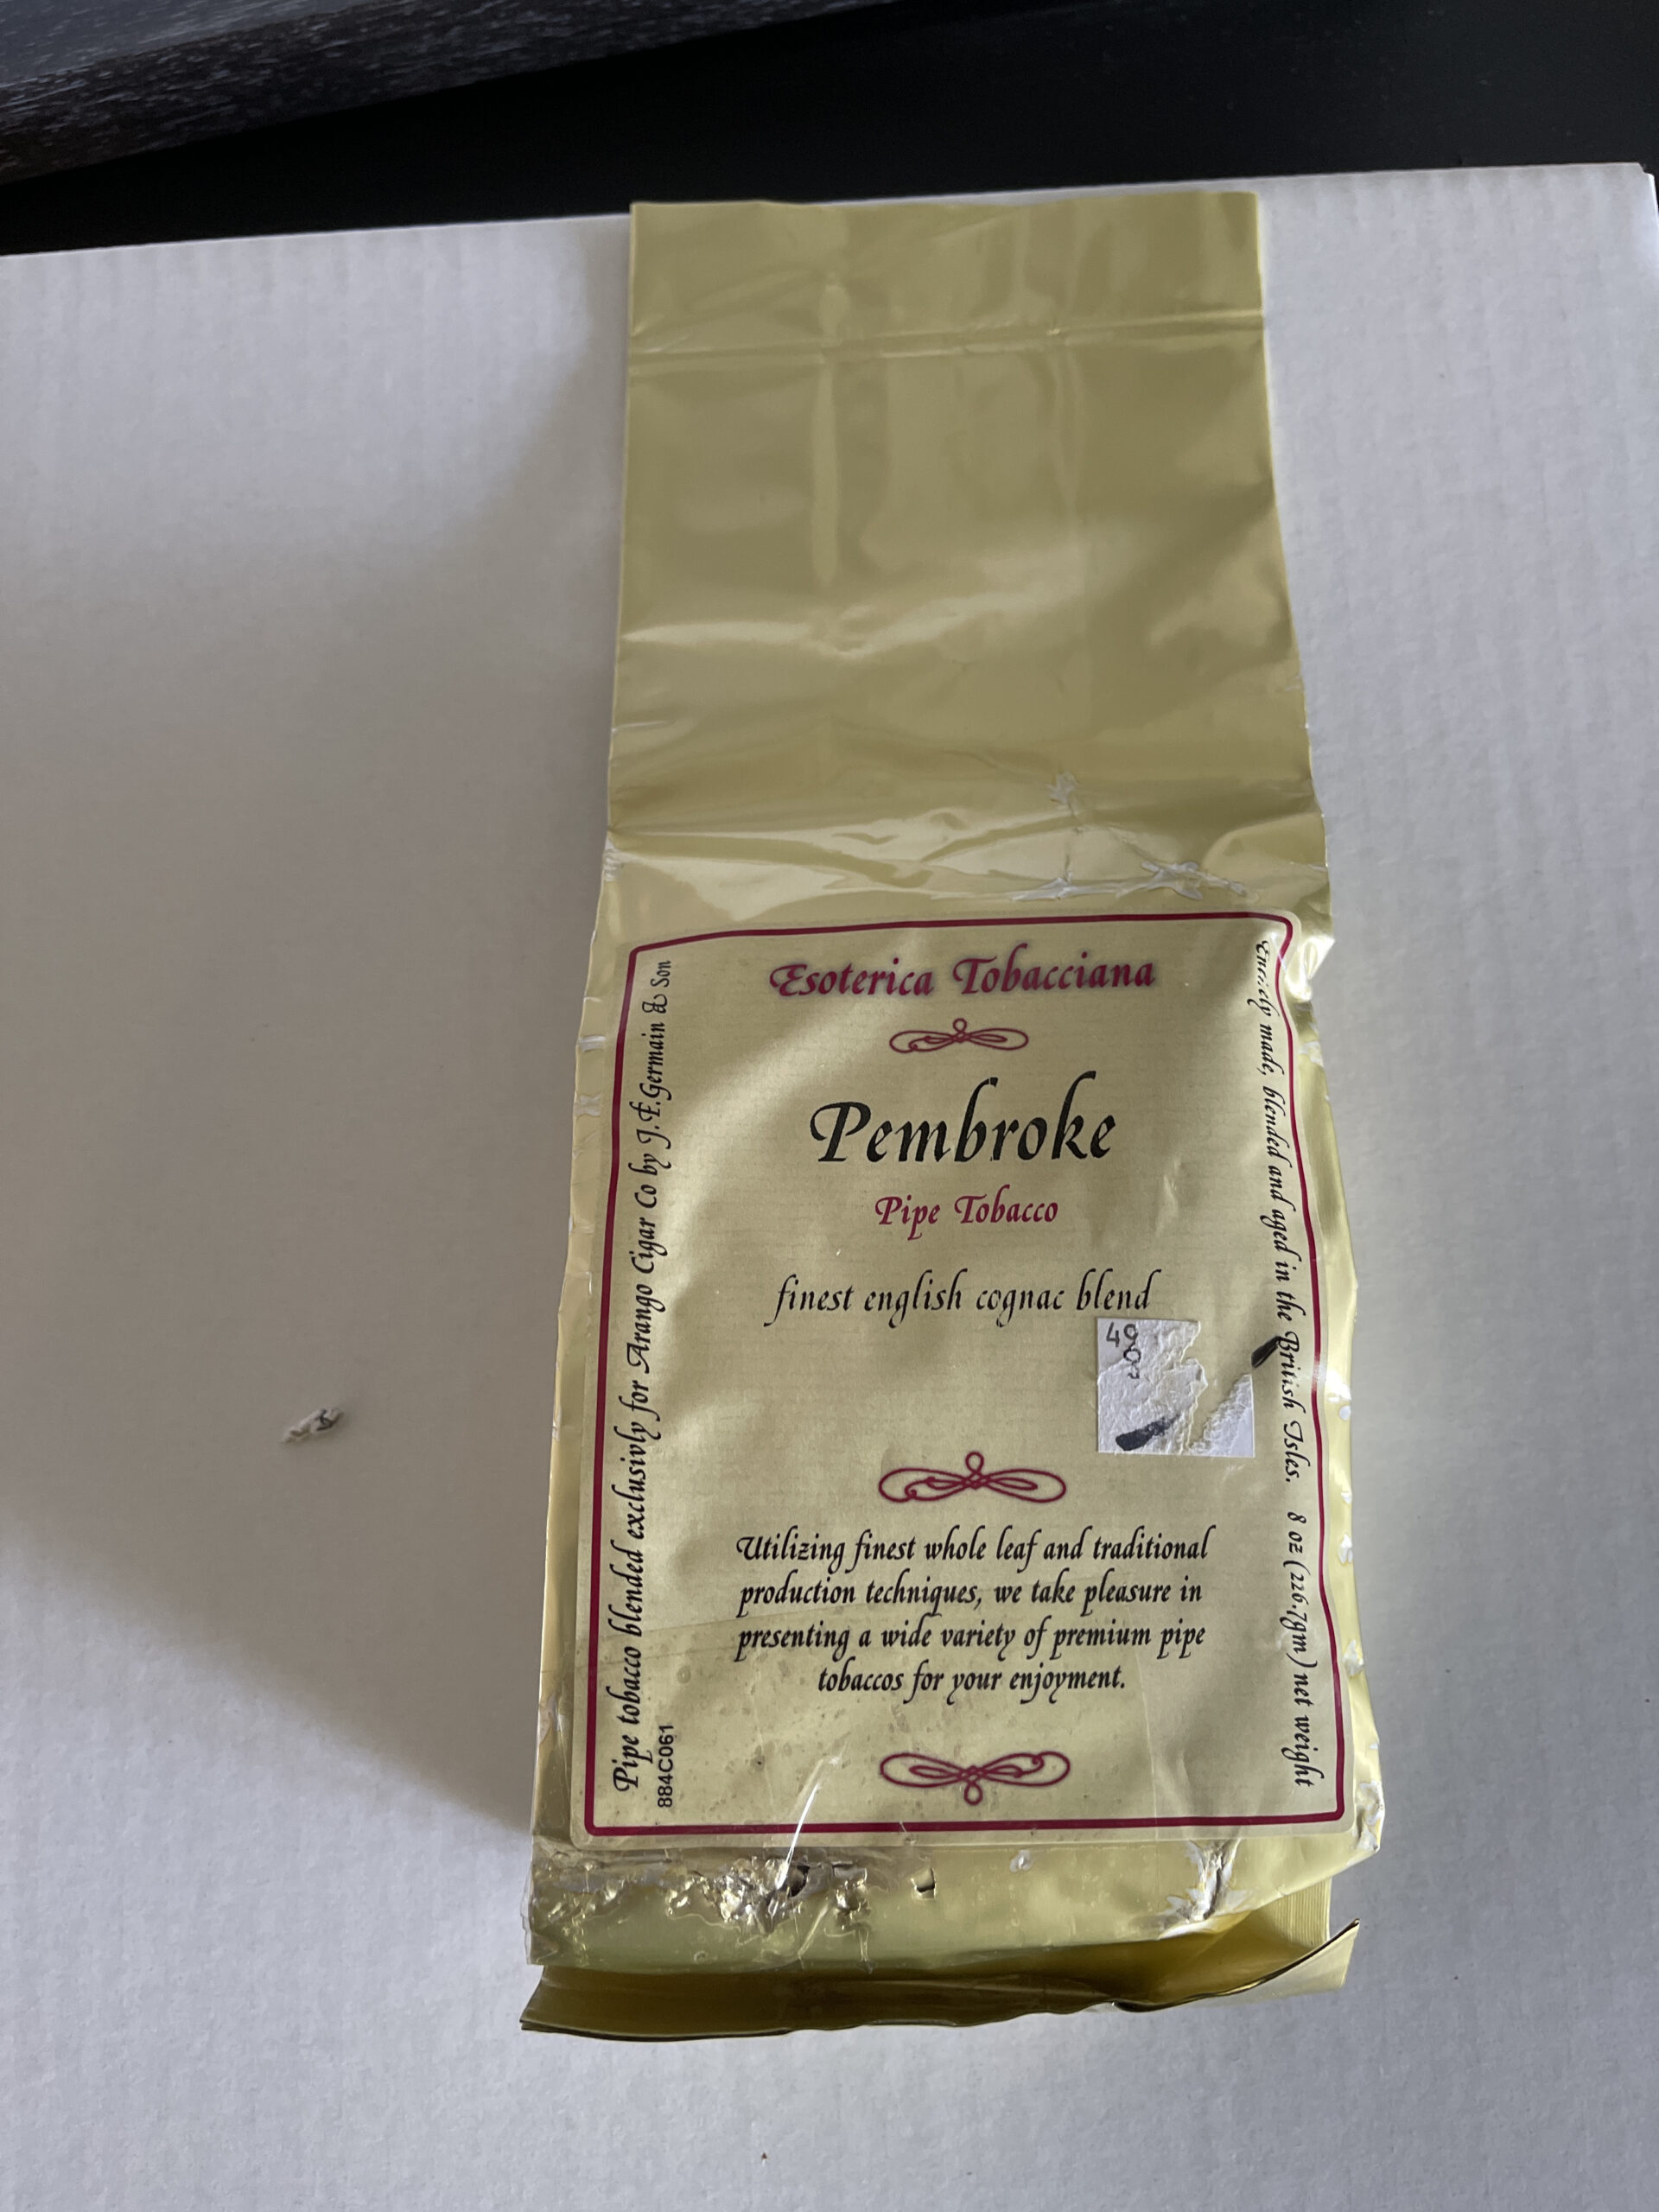 Esoterica Tobacciana
Pembroke
Pipe Tobacco
finest english cognac blend
49
Utilizing finest whole leaf and traditional
production techniques, we take pleasure in
presenting a wide variety of premium pipe
tobaccos for your enjoyment.
Pipe tobacco blended exclusivly for Arango Cigar Co by J.F.Germain & Son
884C061
Entirely made, blended and aged in the British Isles. 8 oz (226.7gm) net weight